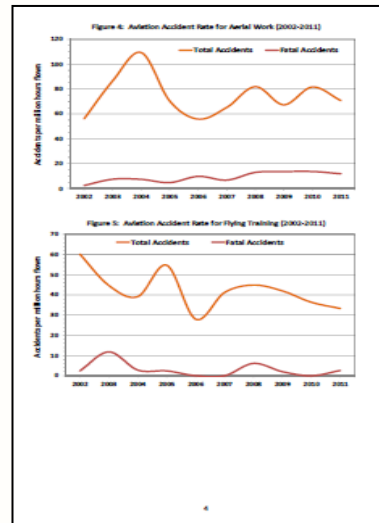 Figure 4: Aviation Accident Rate for Aerial Work (2002-2011)
Total Accidents Fatal Accidents
Accidents per million hours flown
120
100
80
60
40
20
0
2002 2003 2004 2005 2006 2007 2008 2009 2010 2011
Figure 5: Aviation Accident Rate for Flying Training (2002-2011)
Total Accidents Fatal Accidents
Accidents per million hours flown
70
60
50
40
30
20
10
0
2002 2003 2004 2005 2006 2007 2008 2009 2010 2011
4